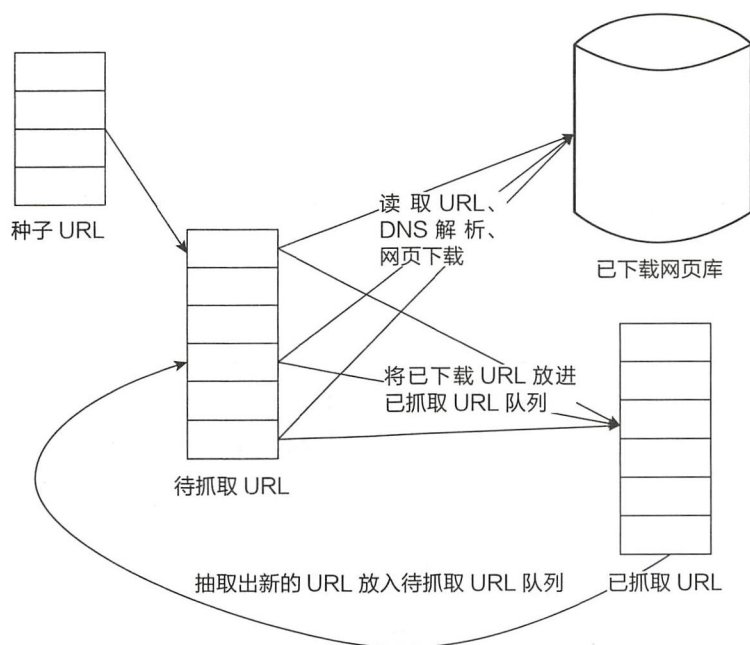 种子 URL
读 取 URL、
DNS 解 析、
网页下载
已下载网页库
将已下载 URL 放进
已抓取 URL 队列
待抓取 URL
抽取出新的 URL 放入待抓取 URL 队列
已抓取 URL